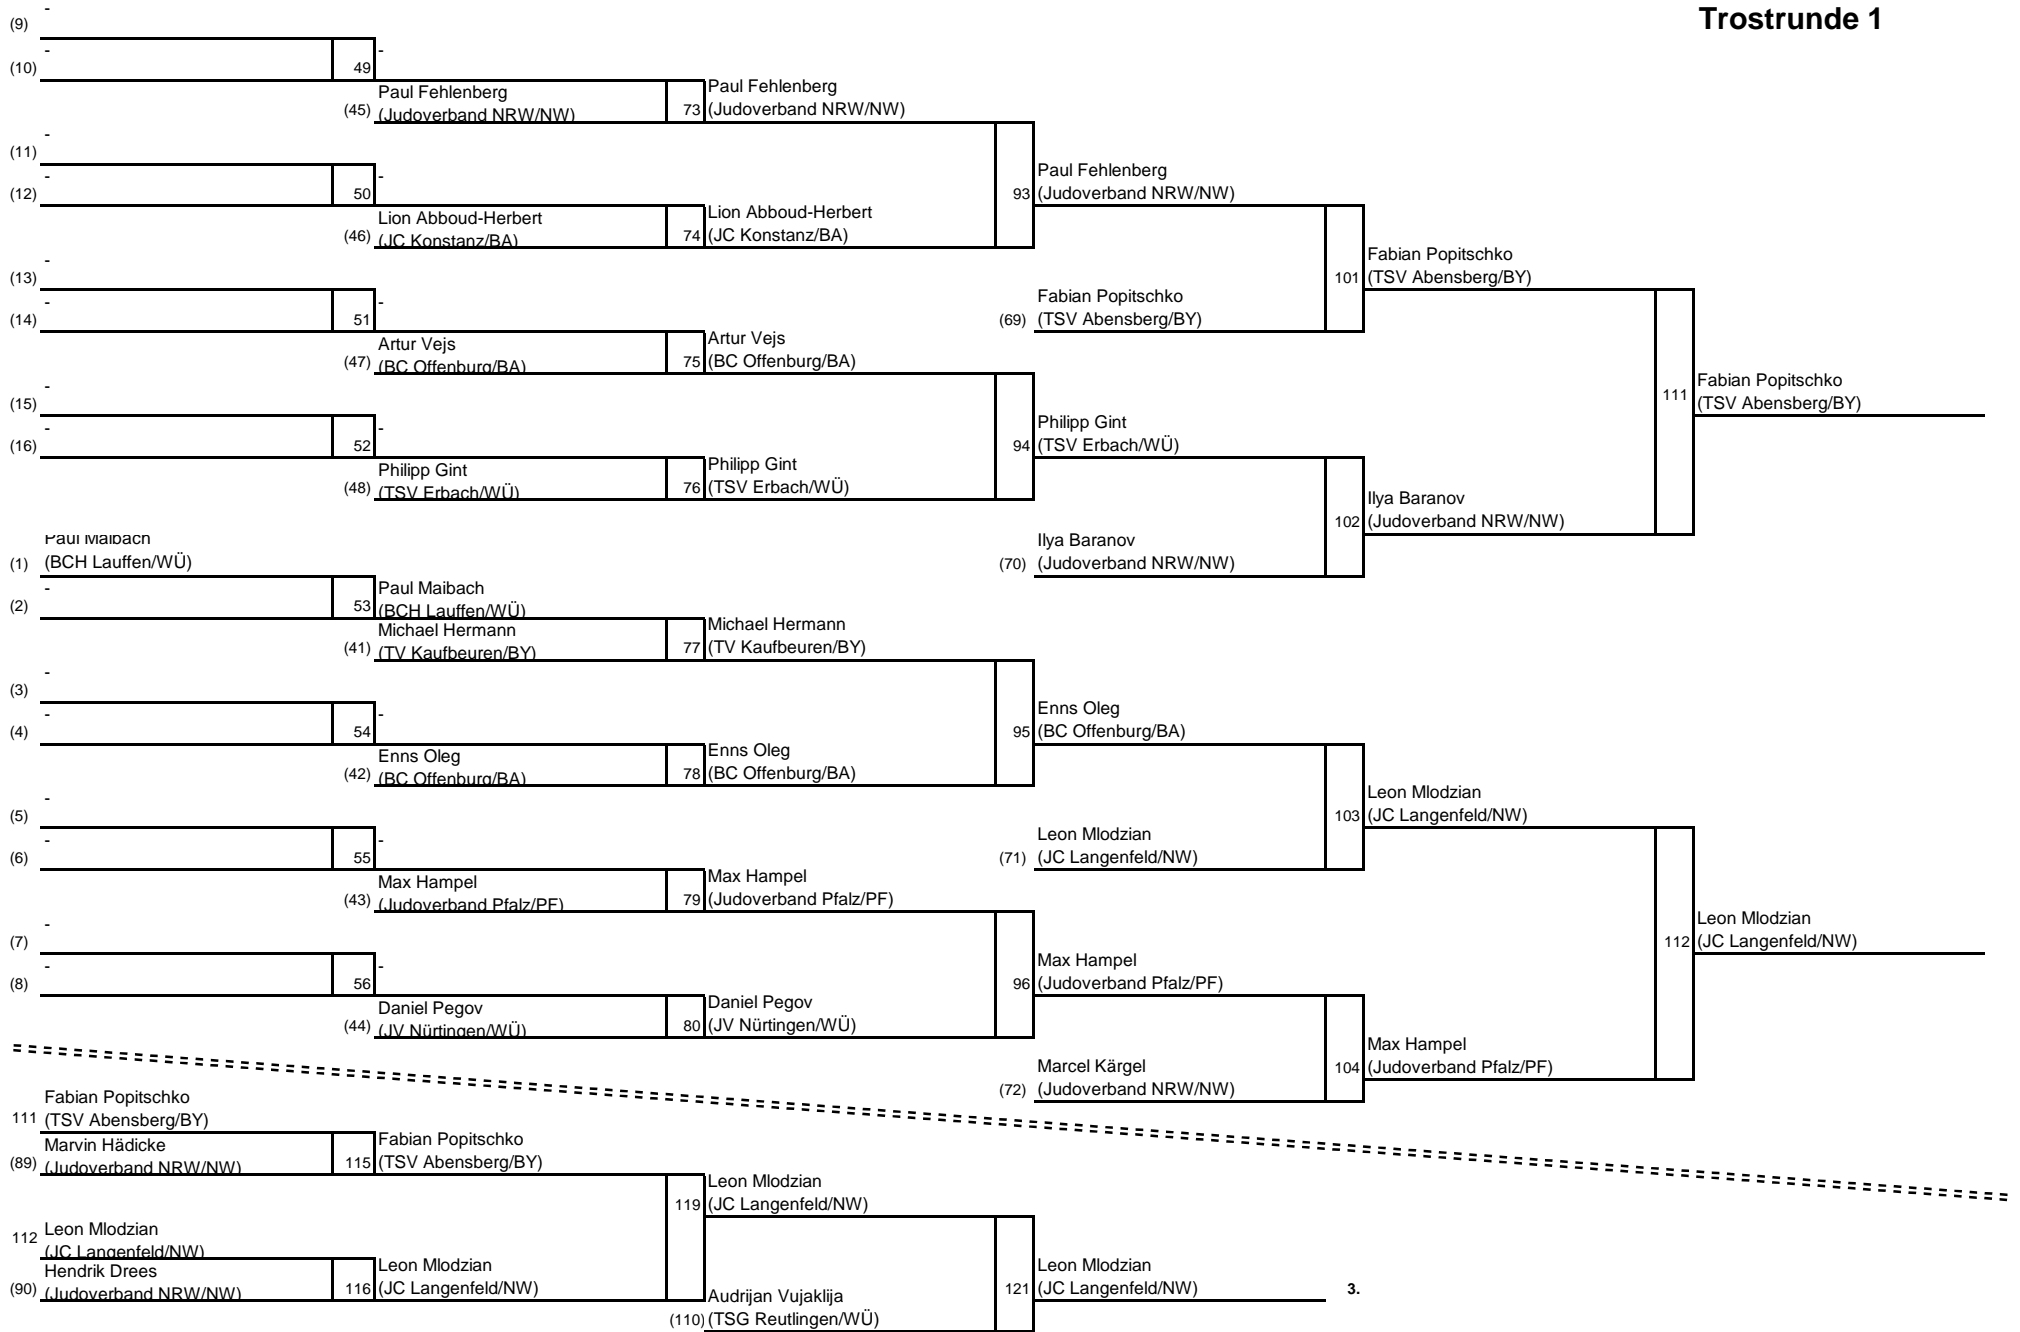 Trostrunde 1
(9) -
(10) -
49 -
(45) Paul Fehlenberg
(Judoverband NRW/NW)
73 Paul Fehlenberg
(Judoverband NRW/NW)
(11) -
(12) -
50 -
(46) Lion Abboud-Herbert
(JC Konstanz/BA)
74 Lion Abboud-Herbert
(JC Konstanz/BA)
93 Paul Fehlenberg
(Judoverband NRW/NW)
(13) -
(14) -
51 -
(47) Artur Vejs
(BC Offenburg/BA)
75 Artur Vejs
(BC Offenburg/BA)
(69) Fabian Popitschko
(TSV Abensberg/BY)
101 Fabian Popitschko
(TSV Abensberg/BY)
(15) -
(16) -
52 -
(48) Philipp Gint
(TSV Erbach/WÜ)
76 Philipp Gint
(TSV Erbach/WÜ)
94 Philipp Gint
(TSV Erbach/WÜ)
(70) Ilya Baranov
(Judoverband NRW/NW)
102 Ilya Baranov
(Judoverband NRW/NW)
111 Fabian Popitschko
(TSV Abensberg/BY)
(1) Paul Maibach
(BCH Lauffen/WÜ)
(2) -
53 Paul Maibach
(BCH Lauffen/WÜ)
(41) Michael Hermann
(TV Kaufbeuren/BY)
77 Michael Hermann
(TV Kaufbeuren/BY)
(3) -
(4) -
54 -
(42) Enns Oleg
(BC Offenburg/BA)
78 Enns Oleg
(BC Offenburg/BA)
95 Enns Oleg
(BC Offenburg/BA)
(5) -
(6) -
55 -
(43) Max Hampel
(Judoverband Pfalz/PF)
79 Max Hampel
(Judoverband Pfalz/PF)
(71) Leon Mlodzian
(JC Langenfeld/NW)
103 Leon Mlodzian
(JC Langenfeld/NW)
(7) -
(8) -
56 -
(44) Daniel Pegov
(JV Nürtingen/WÜ)
80 Daniel Pegov
(JV Nürtingen/WÜ)
96 Max Hampel
(Judoverband Pfalz/PF)
(72) Marcel Kärgel
(Judoverband NRW/NW)
104 Max Hampel
(Judoverband Pfalz/PF)
112 Leon Mlodzian
(JC Langenfeld/NW)
111 Fabian Popitschko
(TSV Abensberg/BY)
(89) Marvin Hädicke
(Judoverband NRW/NW)
115 Fabian Popitschko
(TSV Abensberg/BY)
112 Leon Mlodzian
(JC Langenfeld/NW)
(90) Hendrik Drees
(Judoverband NRW/NW)
116 Leon Mlodzian
(JC Langenfeld/NW)
119 Leon Mlodzian
(JC Langenfeld/NW)
(110) Audrijan Vujaklija
(TSG Reutlingen/WÜ)
121 Leon Mlodzian
(JC Langenfeld/NW)
3.